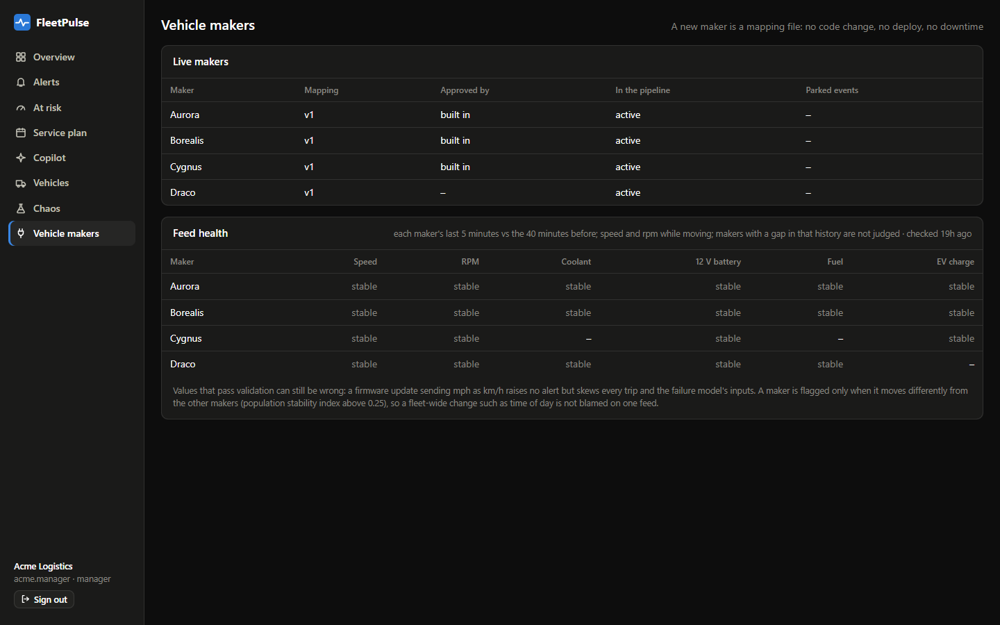 FleetPulse
Overview
Alerts
At risk
Service plan
Copilot
Vehicles
Chaos
Vehicle makers
Acme Logistics
acme.manager · manager
Sign out
Vehicle makers
A new maker is a mapping file: no code change, no deploy, no downtime
Live makers
Maker Mapping Approved by In the pipeline Parked events
Aurora v1 built in active –
Borealis v1 built in active –
Cygnus v1 built in active –
Draco v1 – active –
Feed health
each maker's last 5 minutes vs the 40 minutes before; speed and rpm while moving; makers with a gap in that history are not judged · checked 19h ago
Maker Speed RPM Coolant 12 V battery Fuel EV charge
Aurora stable stable stable stable stable stable
Borealis stable stable stable stable stable stable
Cygnus stable stable – stable – stable
Draco stable stable stable stable stable –
Values that pass validation can still be wrong: a firmware update sending mph as km/h raises no alert but skews every trip and the failure model's inputs. A maker is flagged only when it moves differently from
the other makers (population stability index above 0.25), so a fleet-wide change such as time of day is not blamed on one feed.